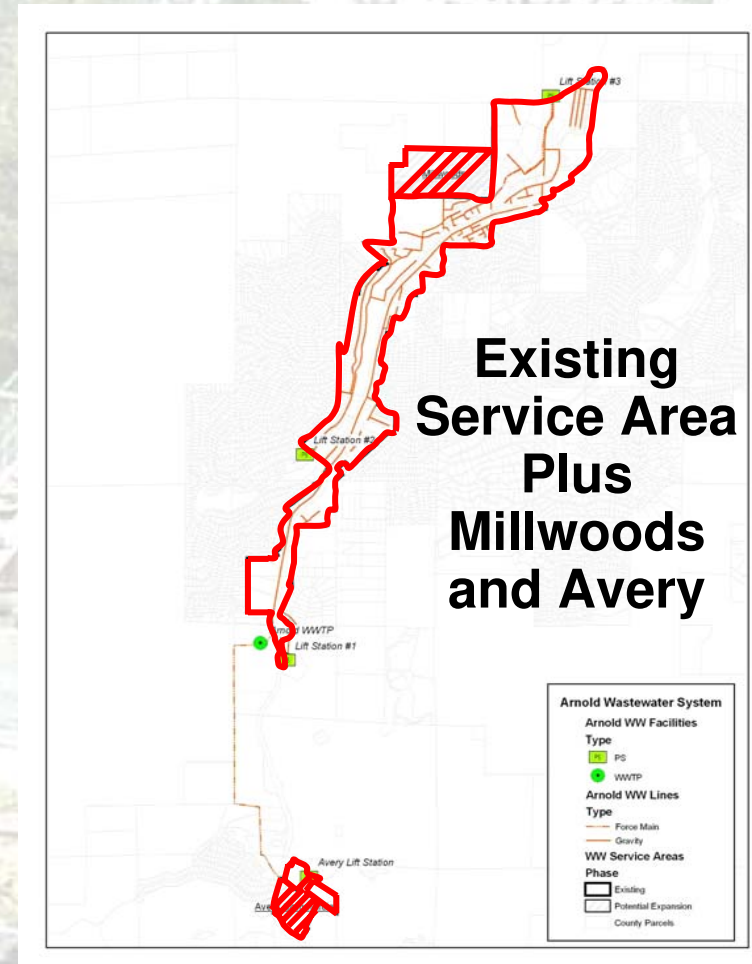 Lift Station #3
Existing
Service Area
Plus
Millwoods
and Avery
Lift Station #2
Arnold WWTP
Lift Station #1
Avery Lift Station
Arnold Wastewater System
Arnold WW Facilities
Type
PS
PS
WWTP
Arnold WW Lines
Type
Force Main
Gravity
WW Service Areas
Phase
Existing
Potential Expansion
County Parcels